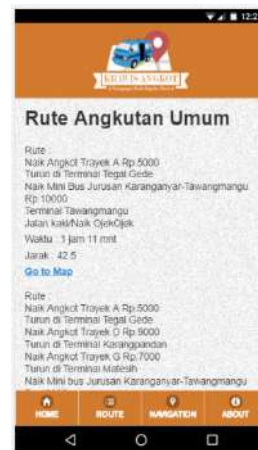 12:2
KRIBIS ANGKOT
Rute Angkutan Umum
Rute :
Naik Angkot Trayek A Rp.5000
Turun di Terminal Tegal Gede
Naik Mini Bus Jurusan Karanganyar-Tawangmangu
Rp.10000
Terminal Tawangmangu
Jalan kaki/Naik OjekOjek
Waktu : 1 jam 11 mnt
Jarak : 42.5
Go to Map
Rute :
Naik Angkot Trayek A Rp.5000
Turun di Terminal Tegal Gede
Naik Angkot Trayek D Rp.9000
Turun di Terminal Karangpandan
Naik Angkot Trayek G Rp.7000
Turun di Terminal Matesih
Naik Mini bus Jurusan Karanganyar-Tawangmangu
HOME ROUTE NAVIGATION ABOUT